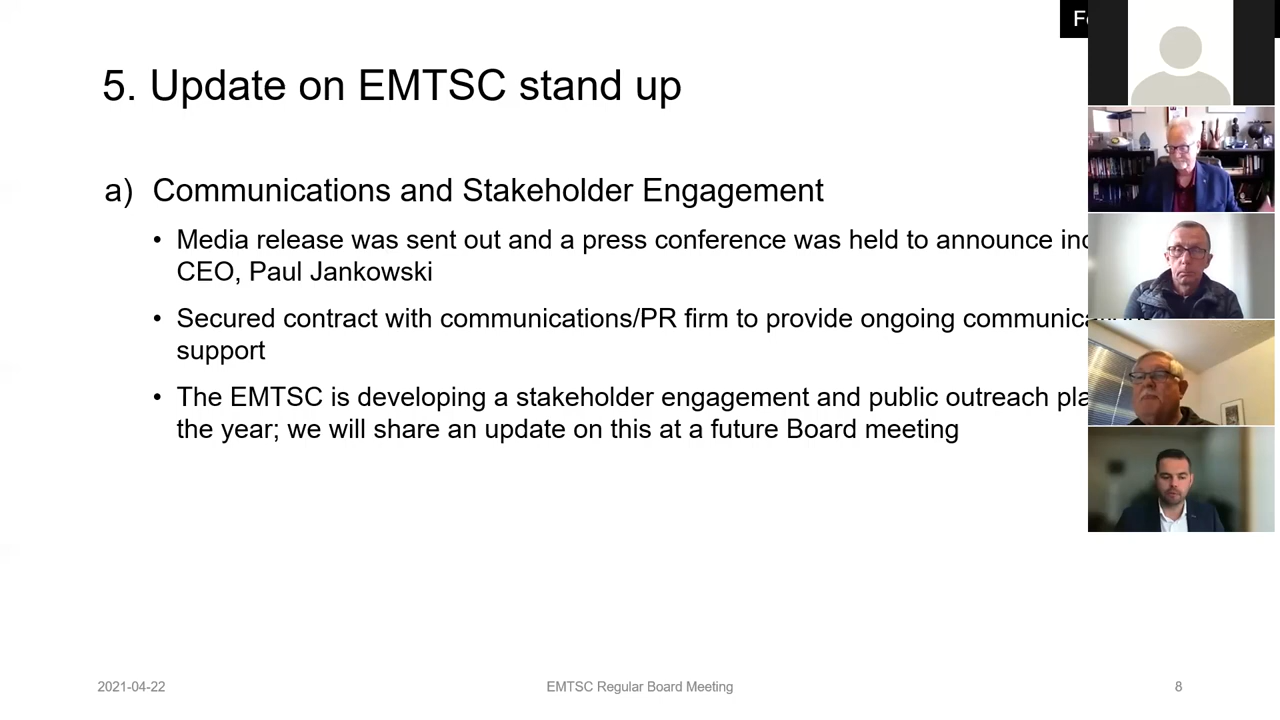 5. Update on EMTSC stand up
a) Communications and Stakeholder Engagement
• Media release was sent out and a press conference was held to announce
CEO, Paul Jankowski
• Secured contract with communications/PR firm to provide ongoing
support
• The EMTSC is developing a stakeholder engagement and public outreach
the year; we will share an update on this at a future Board meeting
2021-04-22
EMTSC Regular Board Meeting
8